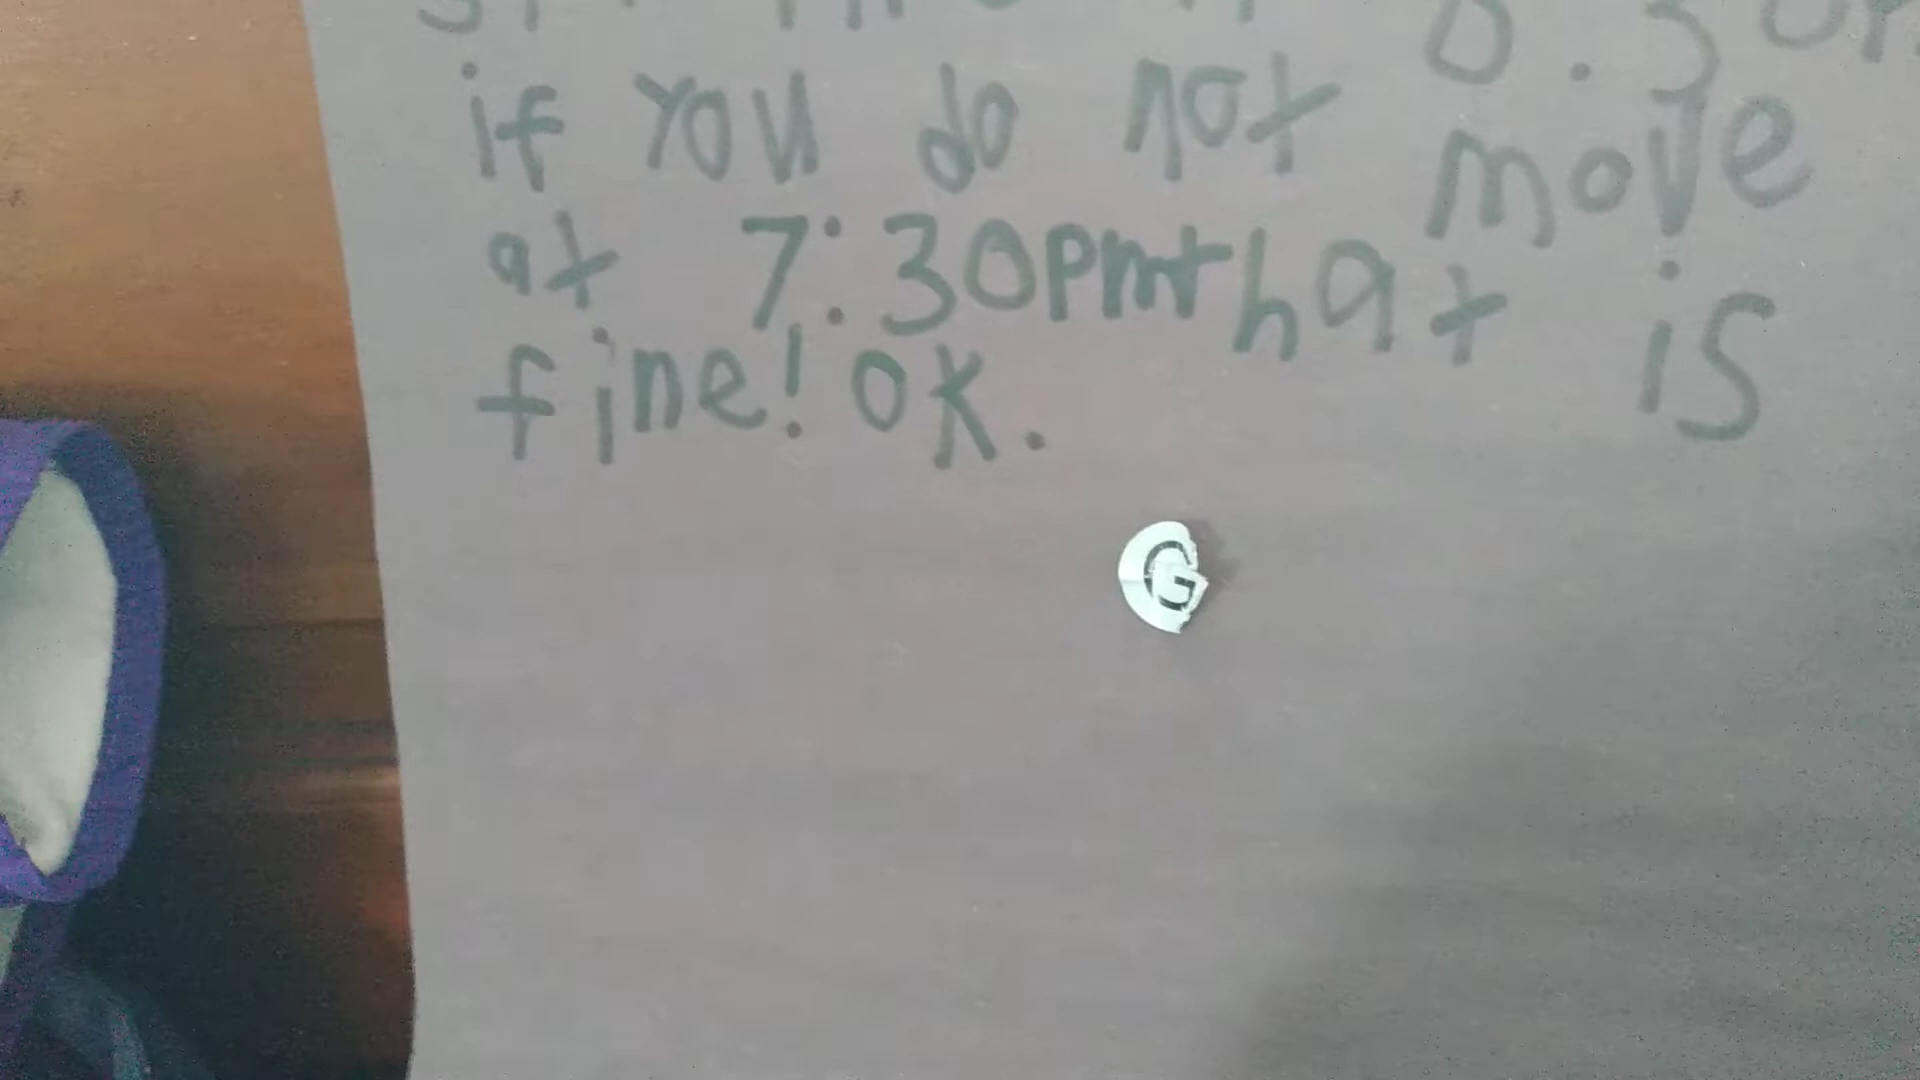 if you do not move
at 7:30pm that is
fine! ok.
G